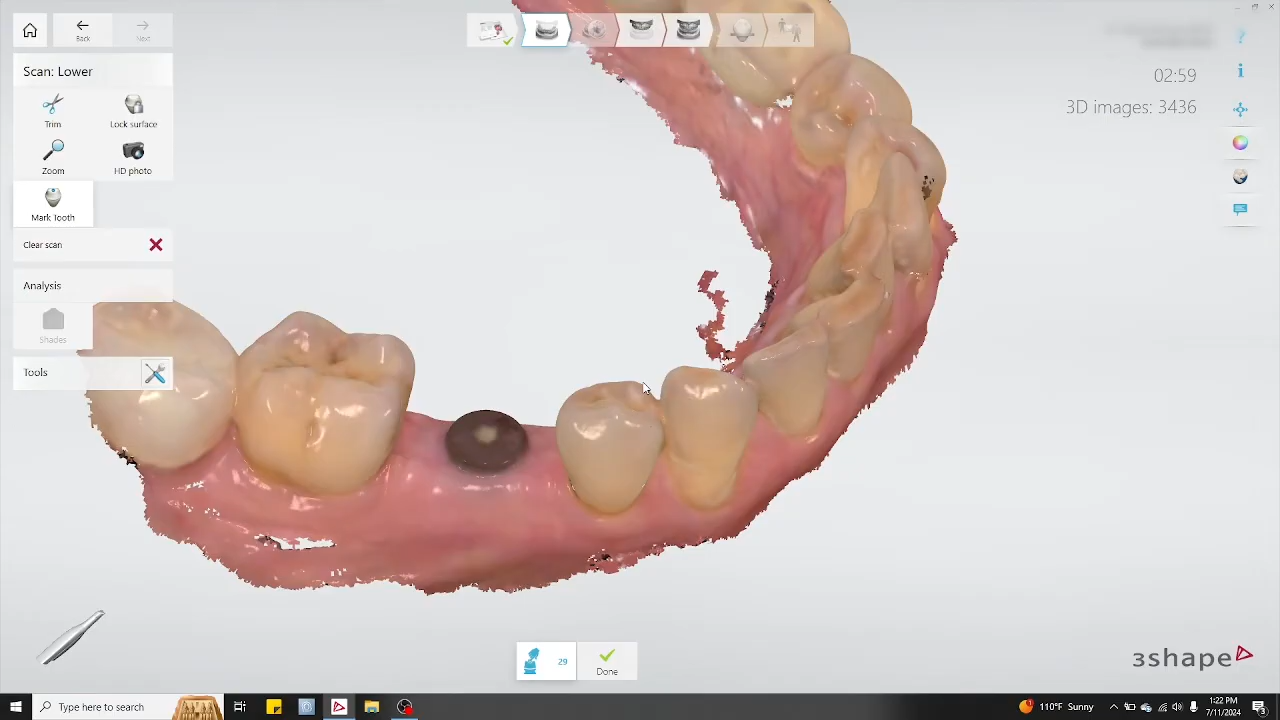 Back
Next
Scan: Lower
Trim
Lock surface
Zoom
HD photo
Mark Tooth
Clear scan
Analysis
Shades
Tools
02:59
3D images: 3436
29
Done
3shape
Type here to search
110°F Sunny
1:22 PM
7/11/2024